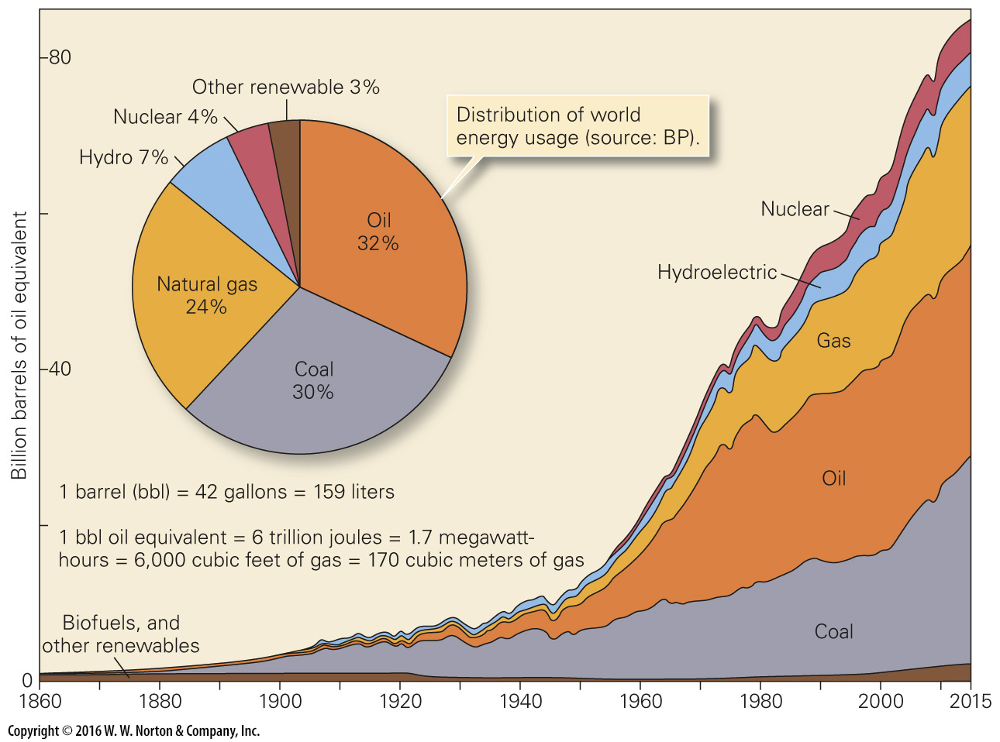 80
Other renewable 3%
Nuclear 4%
Hydro 7%
Distribution of world
energy usage (source: BP).
Oil
32%
Natural gas
24%
Coal
30%
Nuclear
Hydroelectric
Gas
Oil
Coal
40
Billion barrels of oil equivalent
1 barrel (bbl) = 42 gallons = 159 liters
1 bbl oil equivalent = 6 trillion joules = 1.7 megawatt-
hours = 6,000 cubic feet of gas = 170 cubic meters of gas
Biofuels, and
other renewables
0
1860 1880 1900 1920 1940 1960 1980 2000 2015
Copyright © 2016 W. W. Norton & Company, Inc.